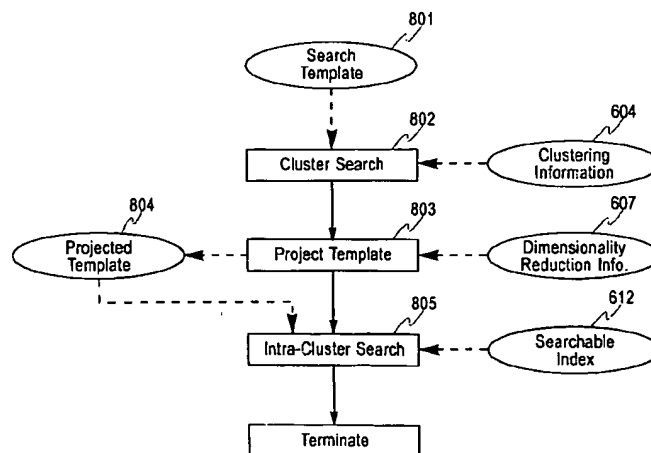 801
Search
Template
802
Cluster Search
604
Clustering
Information
804
Projected
Template
803
Project Template
607
Dimensionality
Reduction Info.
805
Intra-Cluster Search
612
Searchable
Index
Terminate